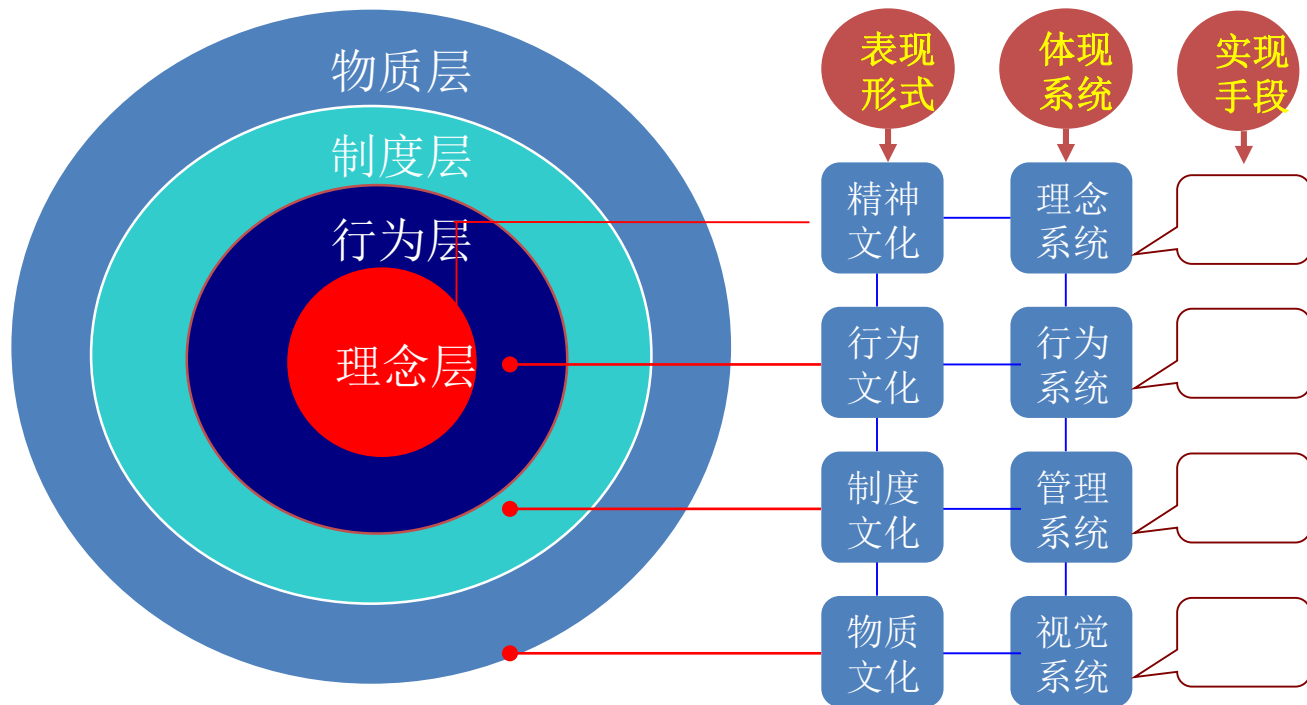 物质层
制度层
行为层
理念层
表现
形式
体现
系统
实现
手段
精神
文化
理念
系统
行为
文化
行为
系统
制度
文化
管理
系统
物质
文化
视觉
系统